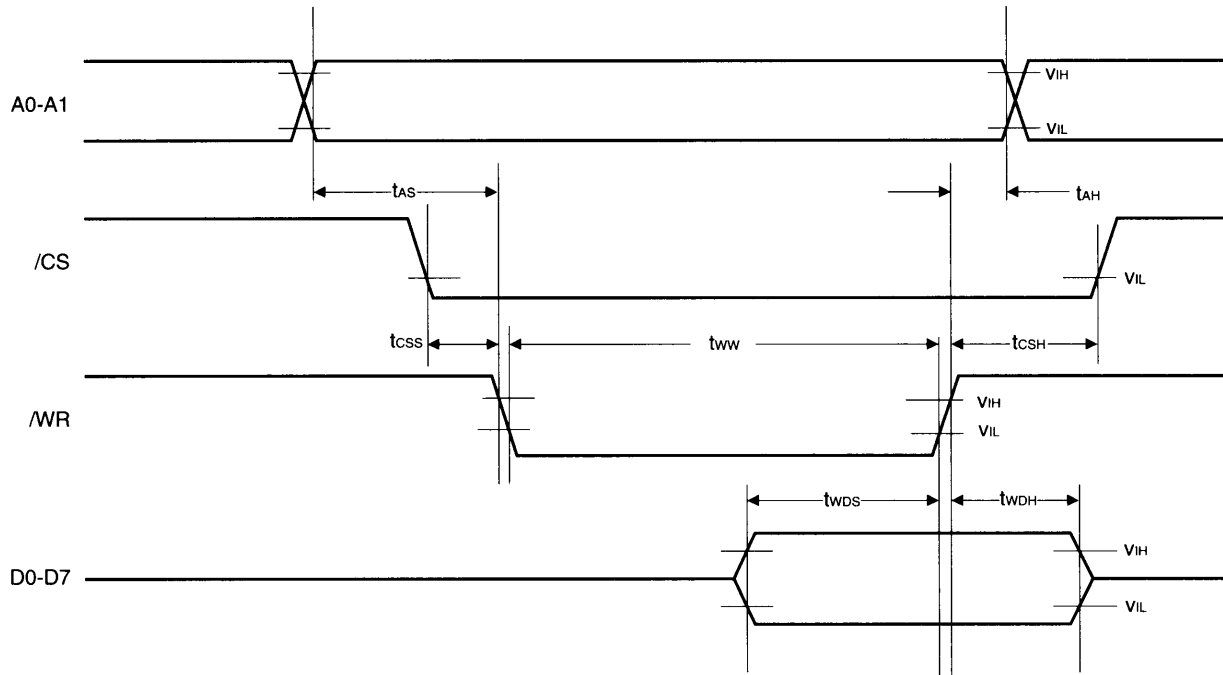 A0-A1
VIH
VIL
tAS
tAH
/CS
VIL
tCSS
tWW
tCSH
/WR
VIH
VIL
tWDS
tWDH
D0-D7
VIH
VIL